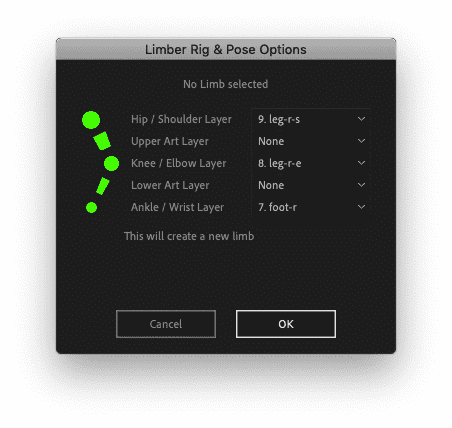 Limber Rig & Pose Options
No Limb selected
Hip / Shoulder Layer 9. leg-r-s
Upper Art Layer None
Knee / Elbow Layer 8. leg-r-e
Lower Art Layer None
Ankle / Wrist Layer 7. foot-r
This will create a new limb
Cancel OK